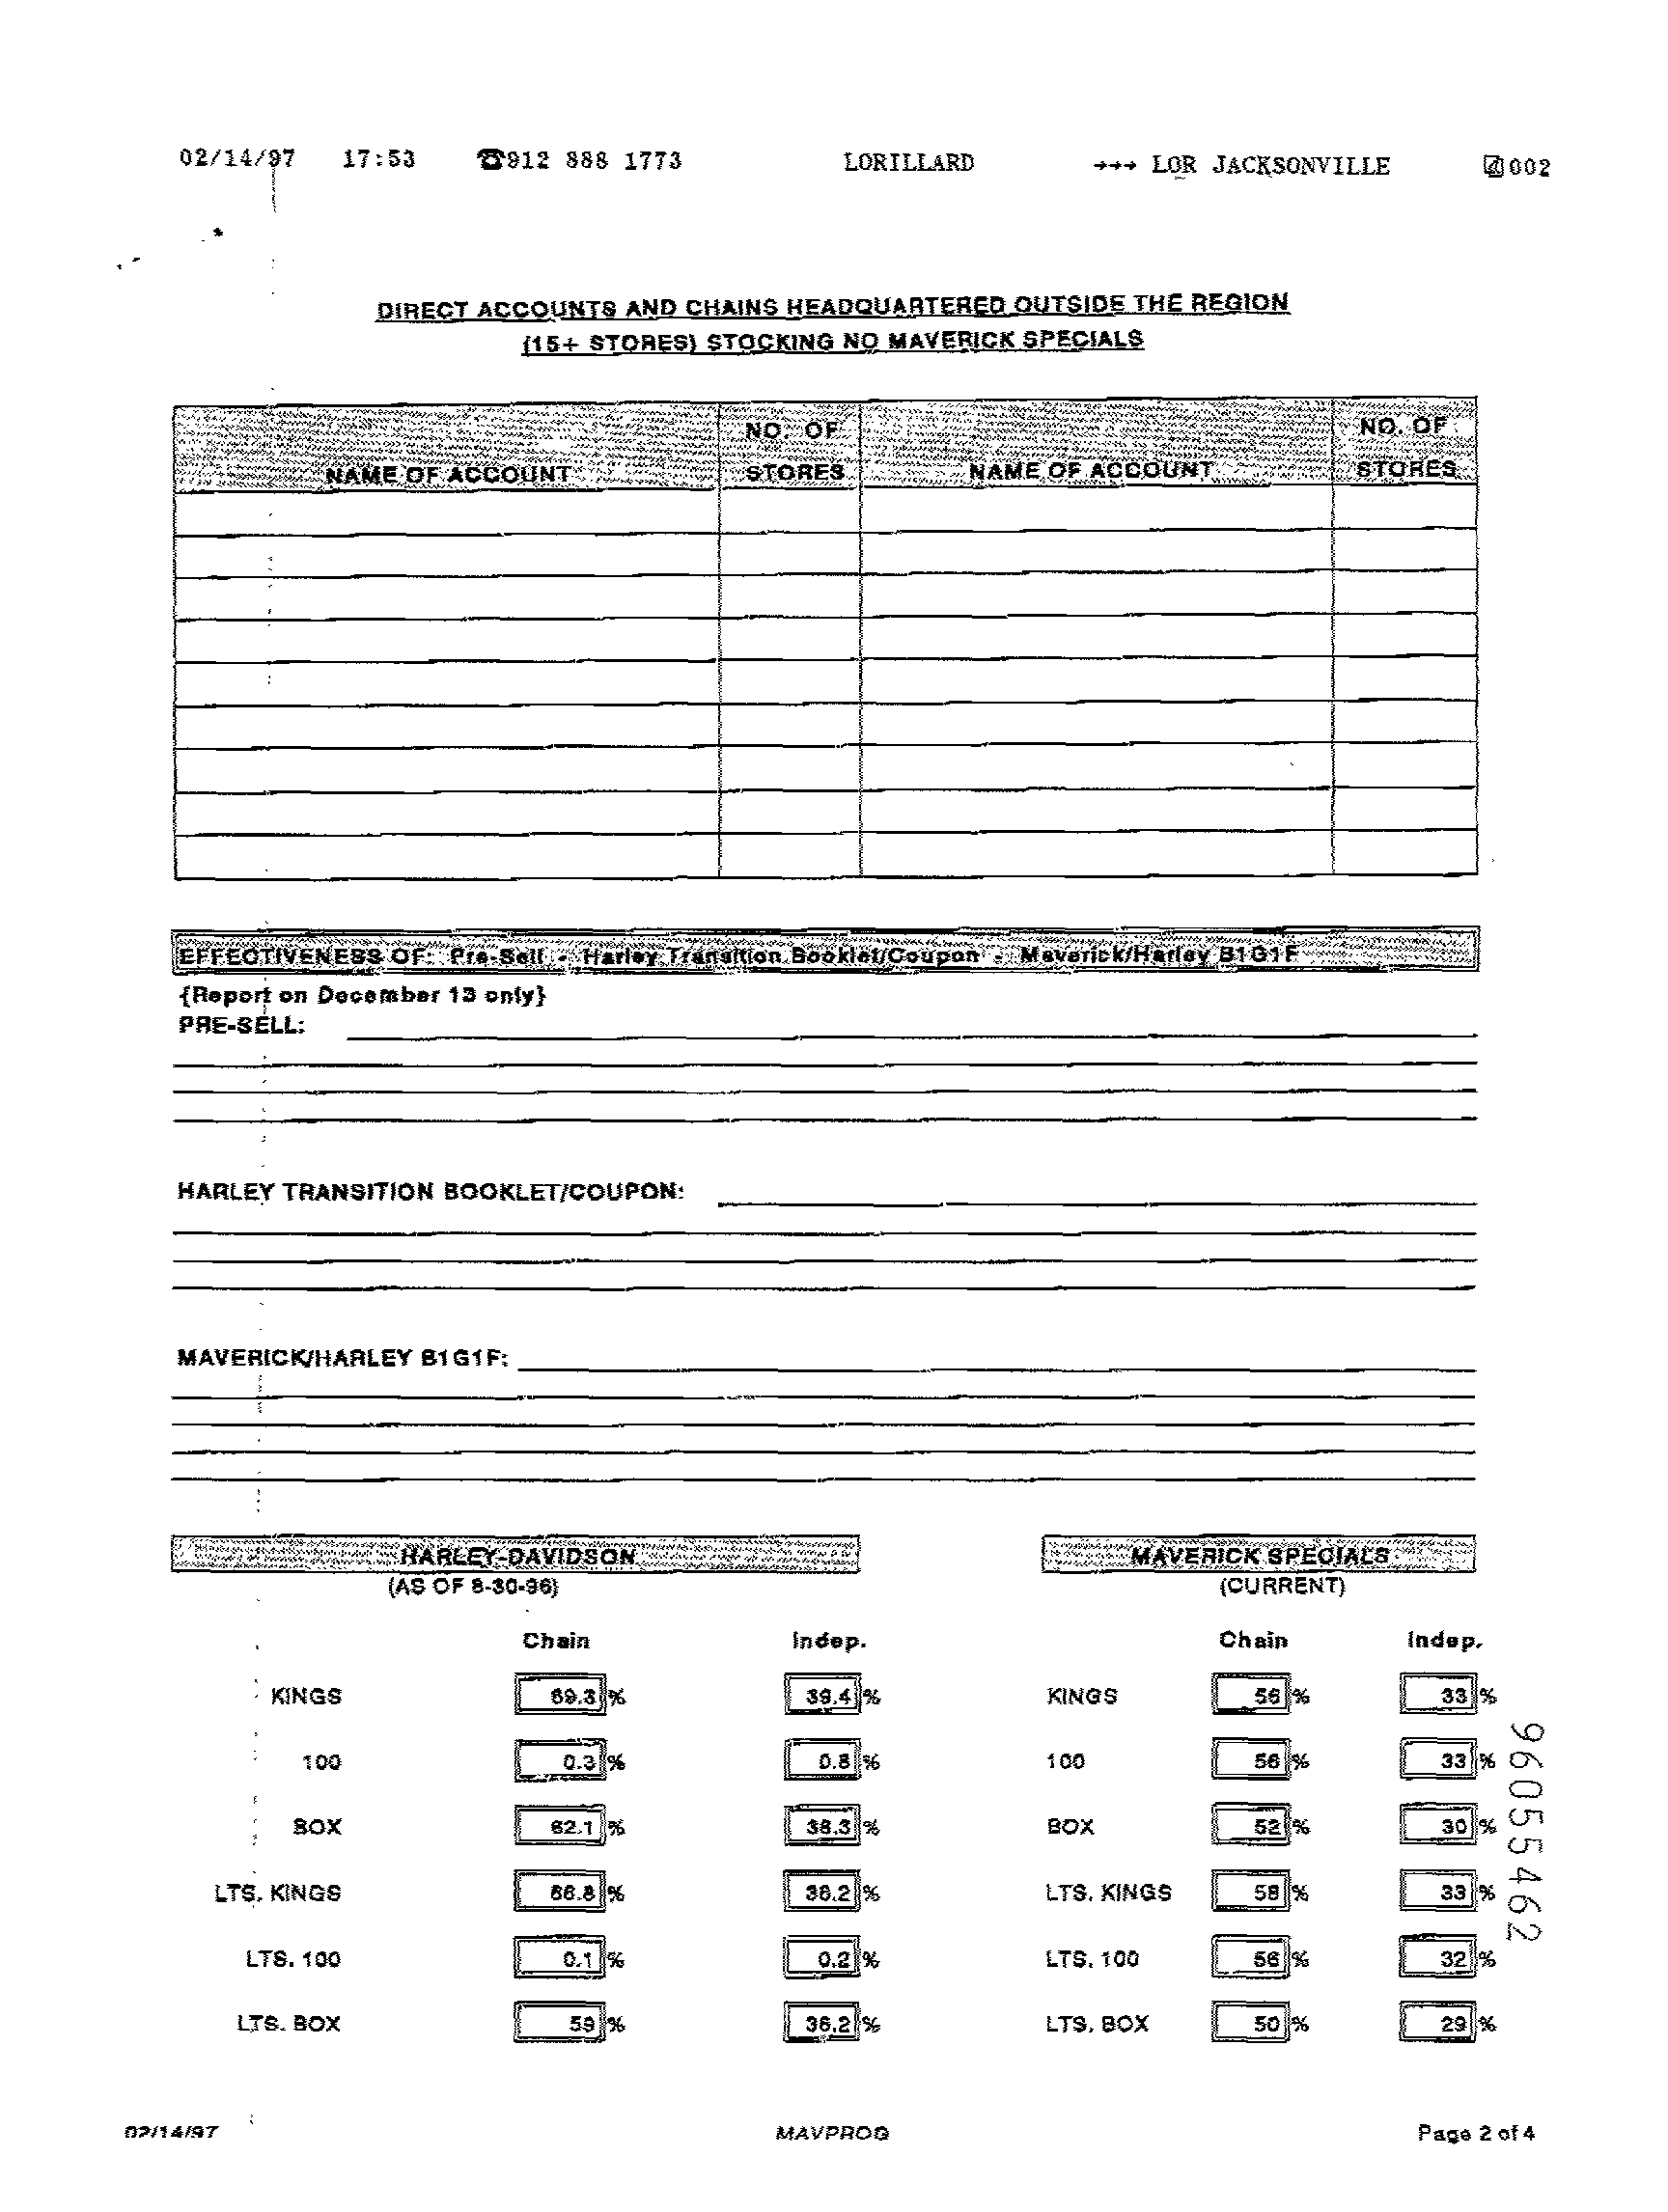 02/14/97 17:53 ☎912 888 1773 LORILLARD →→→ LOR JACKSONVILLE 002
DIRECT ACCOUNTS AND CHAINS HEADQUARTERED OUTSIDE THE REGION
(15+ STORES) STOCKING NO MAVERICK SPECIALS
NAME OF ACCOUNT NO. OF STORES NAME OF ACCOUNT NO. OF STORES
EFFECTIVENESS OF: Pre-Sell - Harley Transition Booklet/Coupon - Maverick/Harley B1G1F
{Report on December 13 only}
PRE-SELL:
HARLEY TRANSITION BOOKLET/COUPON:
MAVERICK/HARLEY B1G1F:
HARLEY-DAVIDSON MAVERICK SPECIALS
(AS OF 8-30-96) (CURRENT)
Chain Indep. Chain Indep.
KINGS 69.3% 39.4% KINGS 56% 33%
100 0.3% 0.8% 100 56% 33%
BOX 62.1% 38.3% BOX 52% 30%
LTS. KINGS 66.8% 36.2% LTS. KINGS 58% 33%
LTS. 100 0.1% 0.2% LTS. 100 56% 32%
LTS. BOX 59% 36.2% LTS. BOX 50% 29%
96055462
02/14/97 MAVPROG Page 2 of 4